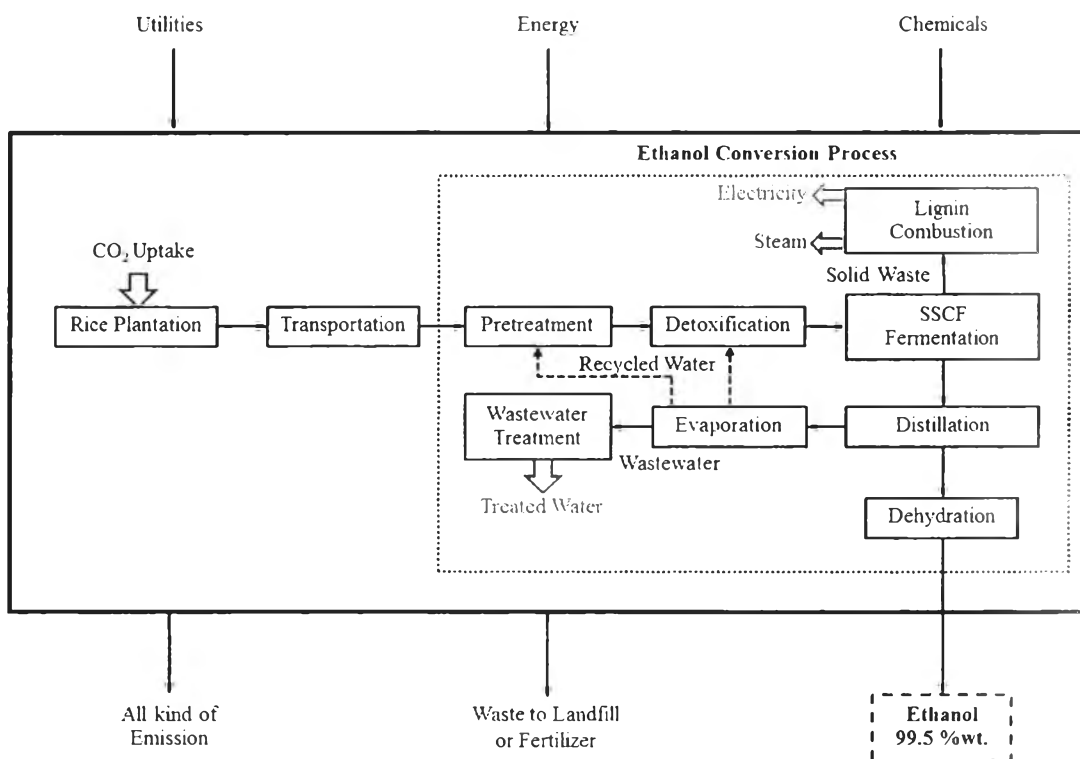 Utilities
Energy
Chemicals
Ethanol Conversion Process
Electricity
Lignin
Combustion
Steam
CO₂ Uptake
Solid Waste
Rice Plantation
Transportation
Pretreatment
Detoxification
SSCF
Fermentation
Recycled Water
Wastewater
Treatment
Evaporation
Distillation
Wastewater
Treated Water
Dehydration
All kind of
Emission
Waste to Landfill
or Fertilizer
Ethanol
99.5 %wt.